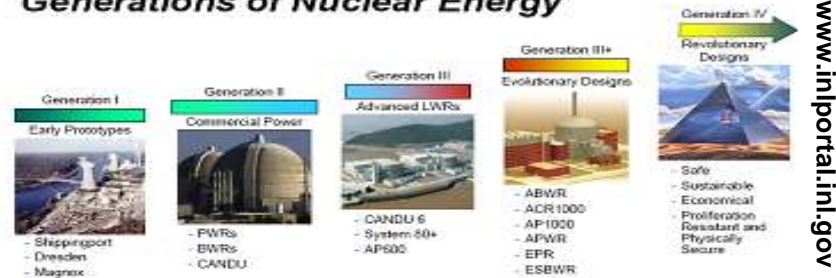 Generations of Nuclear Energy
Generation I
Early Prototypes
- Shippingport
- Dresden
- Magnox
Generation II
Commercial Power
- PWRs
- BWRs
- CANDU
Generation III
Advanced LWRs
- CANDU 6
- System 80+
- AP600
Generation III+
Evolutionary Designs
- ABWR
- ACR1000
- AP1000
- APWR
- EPR
- ESBWR
Generation IV
Revolutionary
Designs
- Safe
- Sustainable
- Economical
- Proliferation
Resistant and
Physically
Secure
www.inlportal.inl.gov